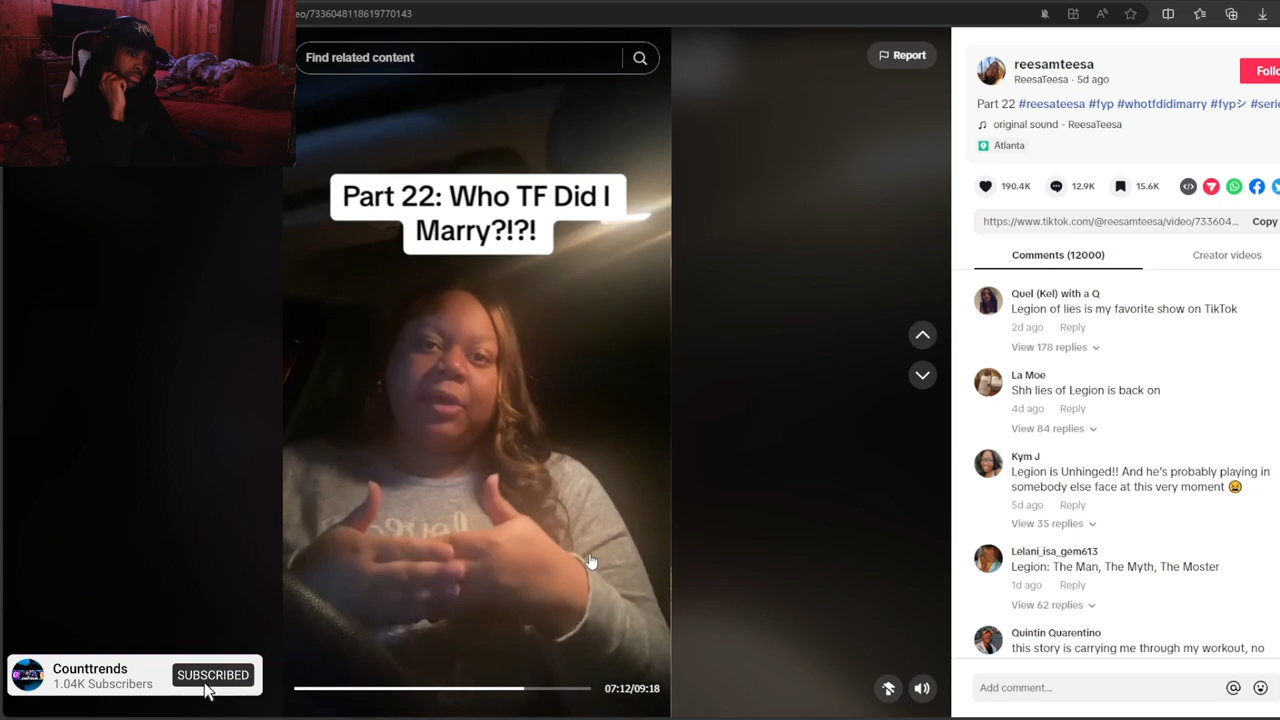 eo/7336048118619770143
Find related content
Report
Part 22: Who TF Did I
Marry?!?!
07:12/09:18
Counttrends
1.04K Subscribers
SUBSCRIBED
reesamteesa
ReesaTeesa · 5d ago
Follo
Part 22 #reesateesa #fyp #whotfdidimarry #fypシ #serie
original sound - ReesaTeesa
Atlanta
190.4K
12.9K
15.6K
https://www.tiktok.com/@reesamteesa/video/733604...
Copy
Comments (12000)
Creator videos
Quel (Kel) with a Q
Legion of lies is my favorite show on TikTok
2d ago Reply
View 178 replies
La Moe
Shh lies of Legion is back on
4d ago Reply
View 84 replies
Kym J
Legion is Unhinged!! And he's probably playing in
somebody else face at this very moment 😫
5d ago Reply
View 35 replies
Lelani_isa_gem613
Legion: The Man, The Myth, The Moster
1d ago Reply
View 62 replies
Quintin Quarentino
this story is carrying me through my workout, no
Add comment...